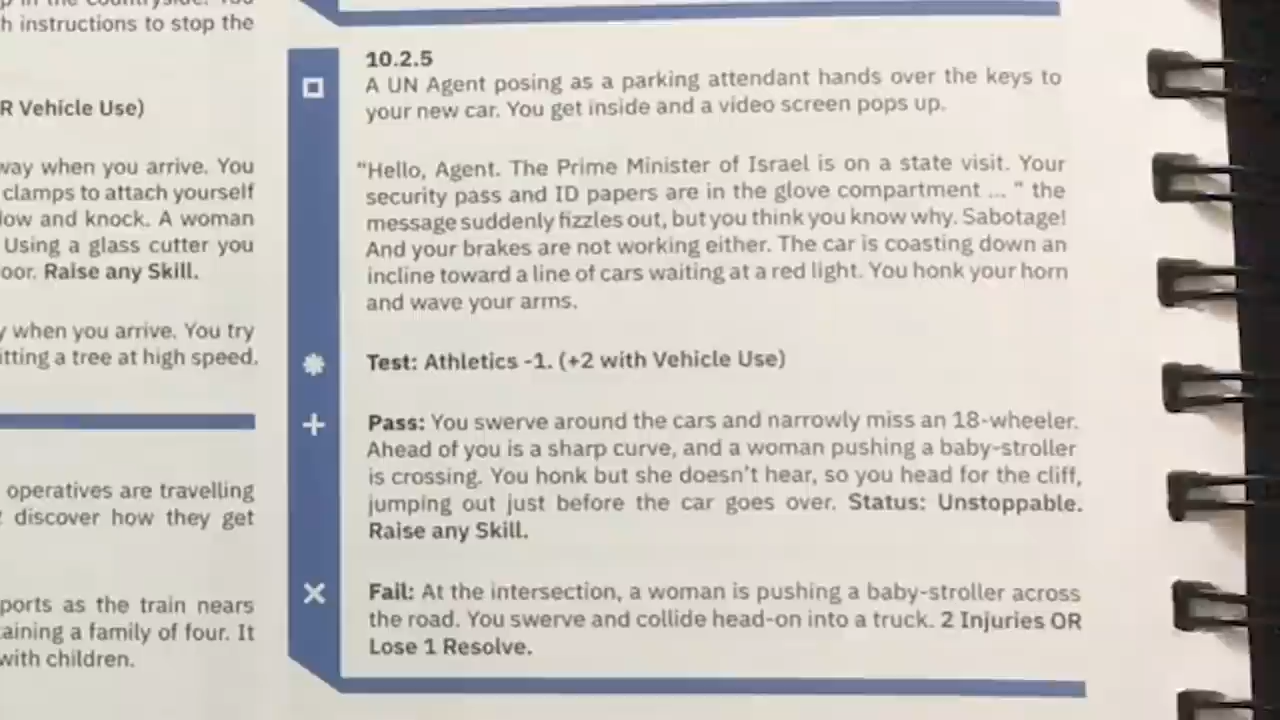 h instructions to stop the
R Vehicle Use)
way when you arrive. You
clamps to attach yourself
low and knock. A woman
Using a glass cutter you
oor. Raise any Skill.
y when you arrive. You try
itting a tree at high speed.
operatives are travelling
discover how they get
ports as the train nears
aining a family of four. It
with children.
10.2.5
A UN Agent posing as a parking attendant hands over the keys to
your new car. You get inside and a video screen pops up.
"Hello, Agent. The Prime Minister of Israel is on a state visit. Your
security pass and ID papers are in the glove compartment ... " the
message suddenly fizzles out, but you think you know why. Sabotage!
And your brakes are not working either. The car is coasting down an
incline toward a line of cars waiting at a red light. You honk your horn
and wave your arms.
Test: Athletics -1. (+2 with Vehicle Use)
Pass: You swerve around the cars and narrowly miss an 18-wheeler.
Ahead of you is a sharp curve, and a woman pushing a baby-stroller
is crossing. You honk but she doesn't hear, so you head for the cliff,
jumping out just before the car goes over. Status: Unstoppable.
Raise any Skill.
Fail: At the intersection, a woman is pushing a baby-stroller across
the road. You swerve and collide head-on into a truck. 2 Injuries OR
Lose 1 Resolve.